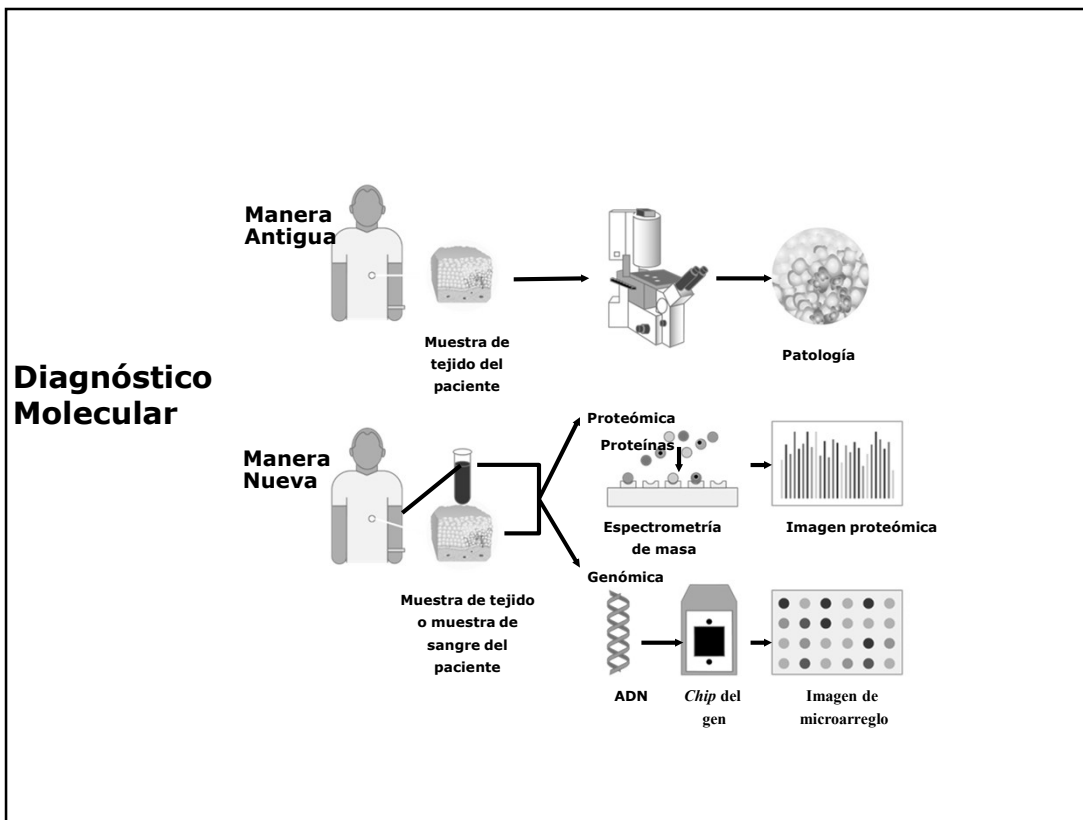 Manera
Antigua
Muestra de
tejido del
paciente
Patología
Diagnóstico
Molecular
Manera
Nueva
Muestra de tejido
o muestra de
sangre del
paciente
Proteómica
Proteínas
Espectrometría
de masa
Imagen proteómica
Genómica
ADN
Chip del
gen
Imagen de
microarreglo